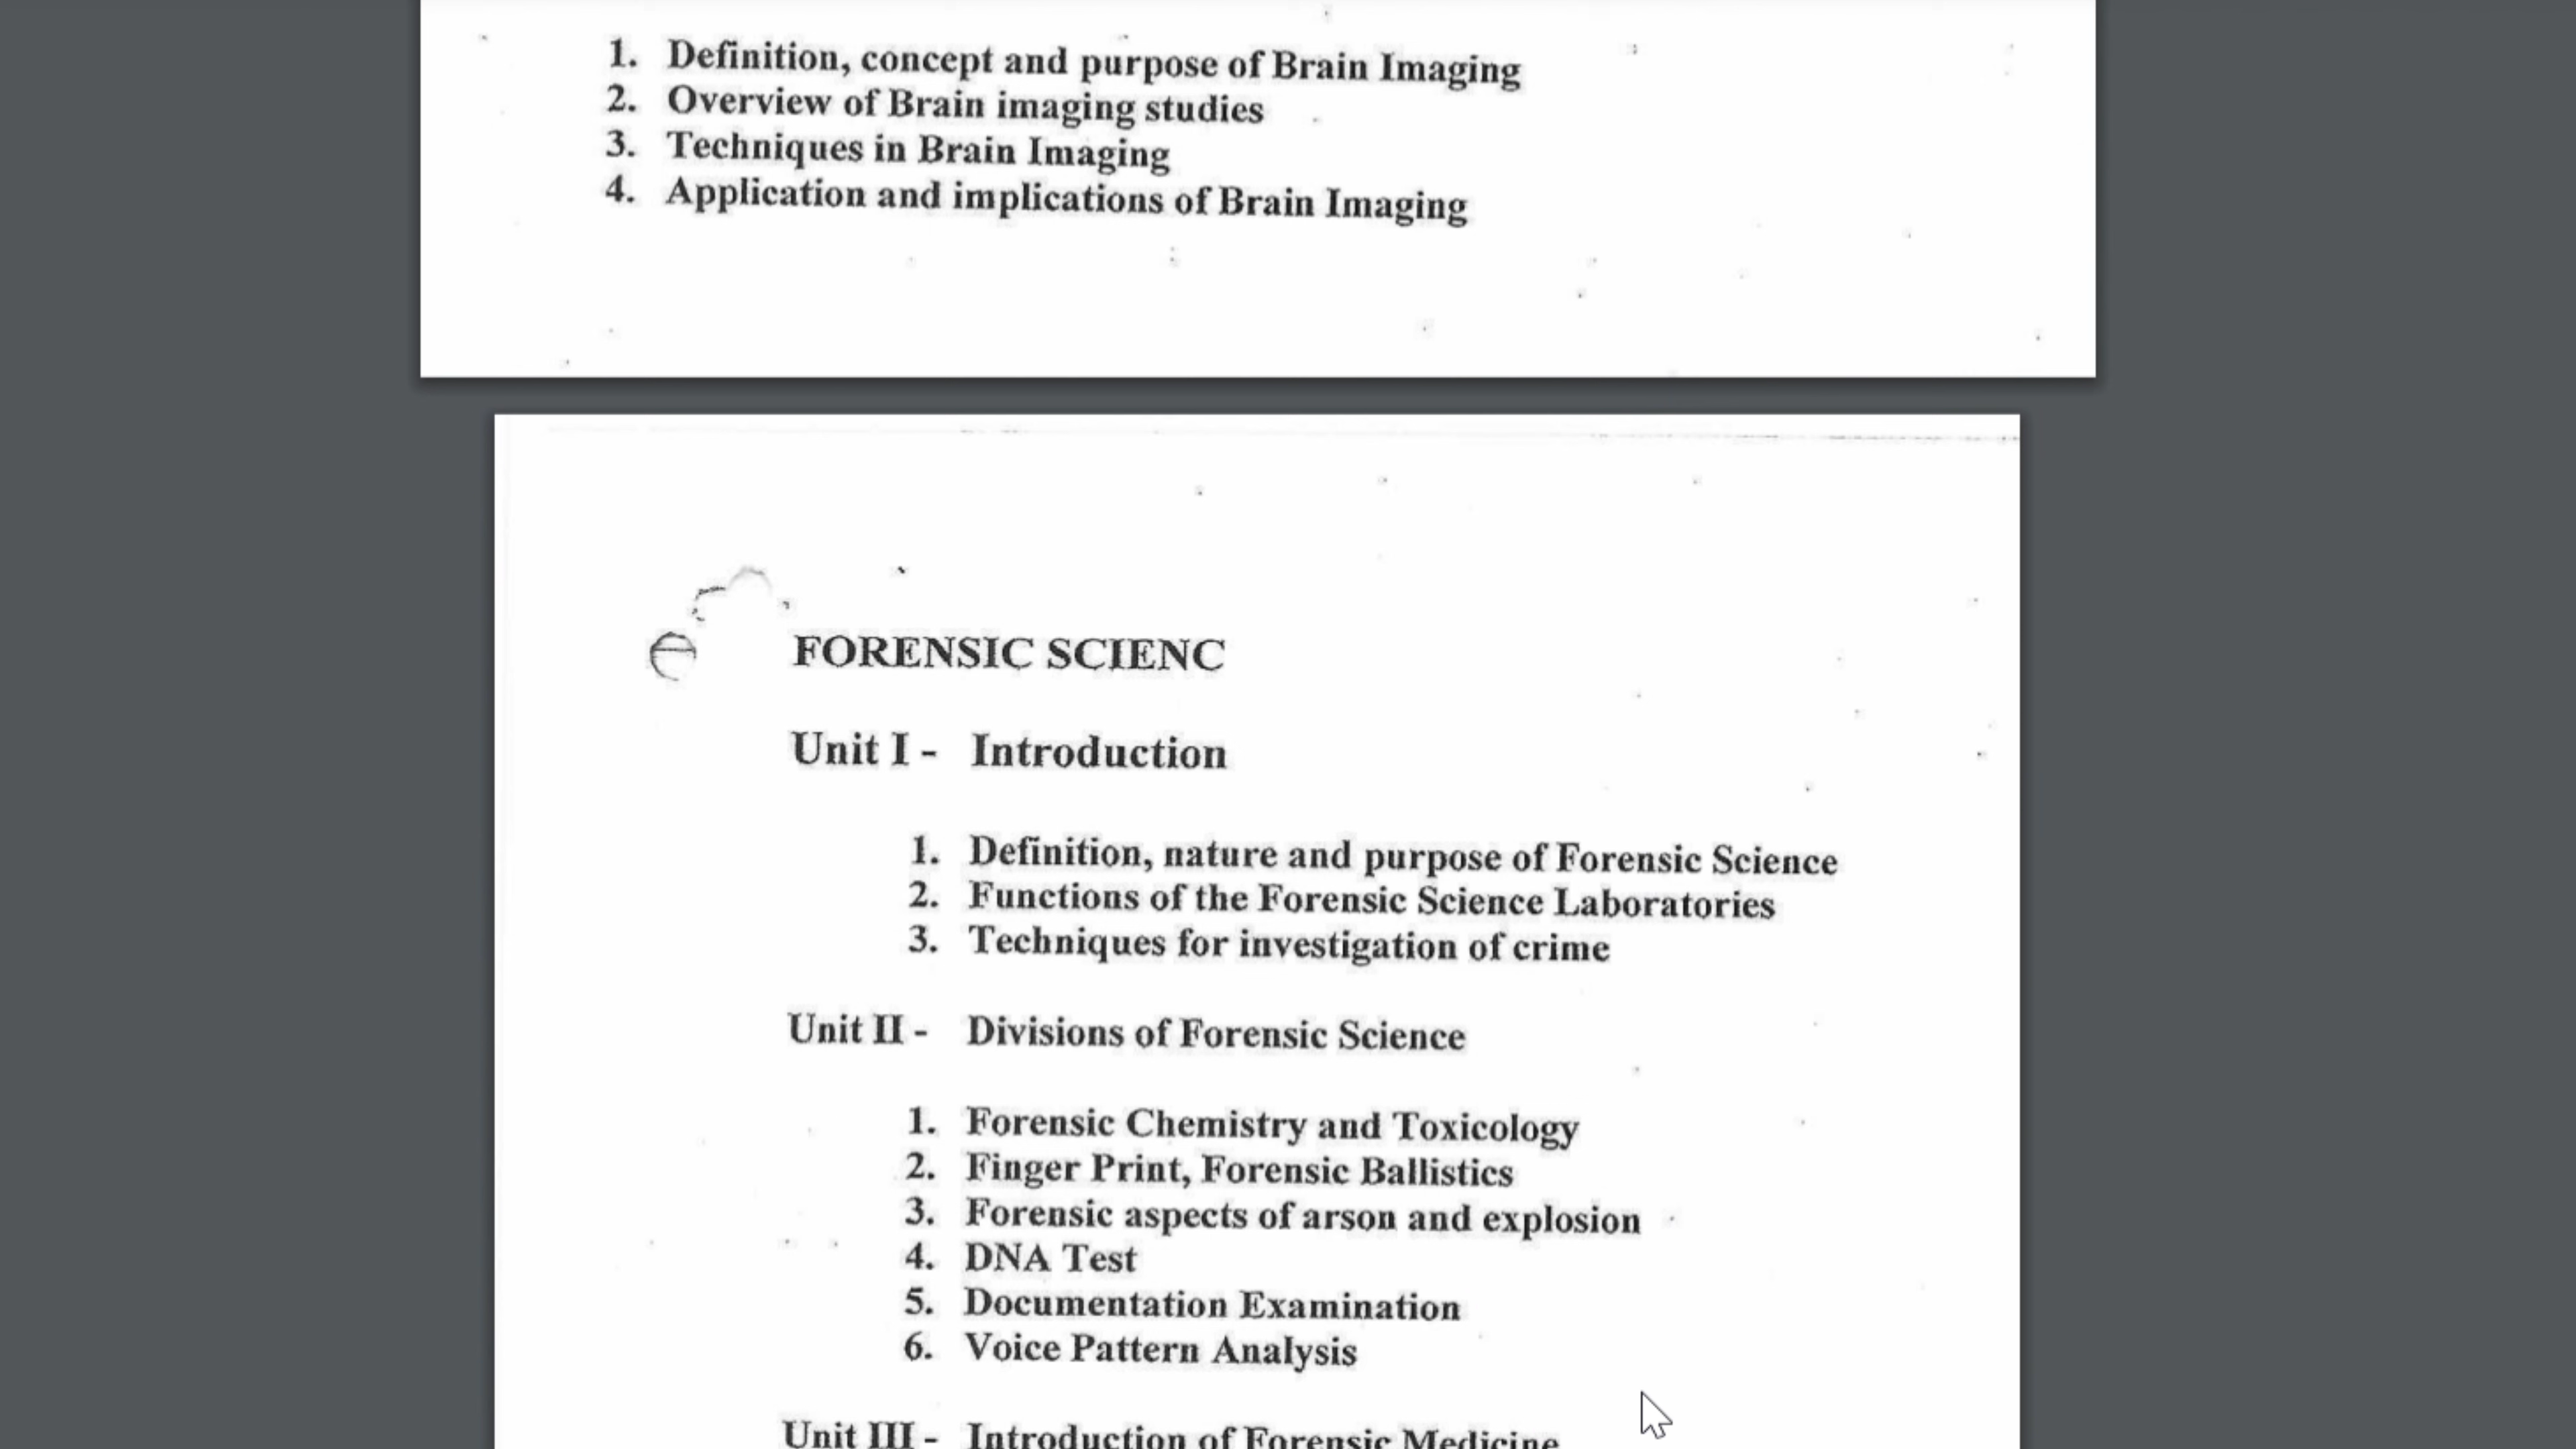 1. Definition, concept and purpose of Brain Imaging
2. Overview of Brain imaging studies
3. Techniques in Brain Imaging
4. Application and implications of Brain Imaging
e
FORENSIC SCIENC
Unit I - Introduction
1. Definition, nature and purpose of Forensic Science
2. Functions of the Forensic Science Laboratories
3. Techniques for investigation of crime
Unit II - Divisions of Forensic Science
1. Forensic Chemistry and Toxicology
2. Finger Print, Forensic Ballistics
3. Forensic aspects of arson and explosion
4. DNA Test
5. Documentation Examination
6. Voice Pattern Analysis
Unit III - Introduction of Forensic Medicine